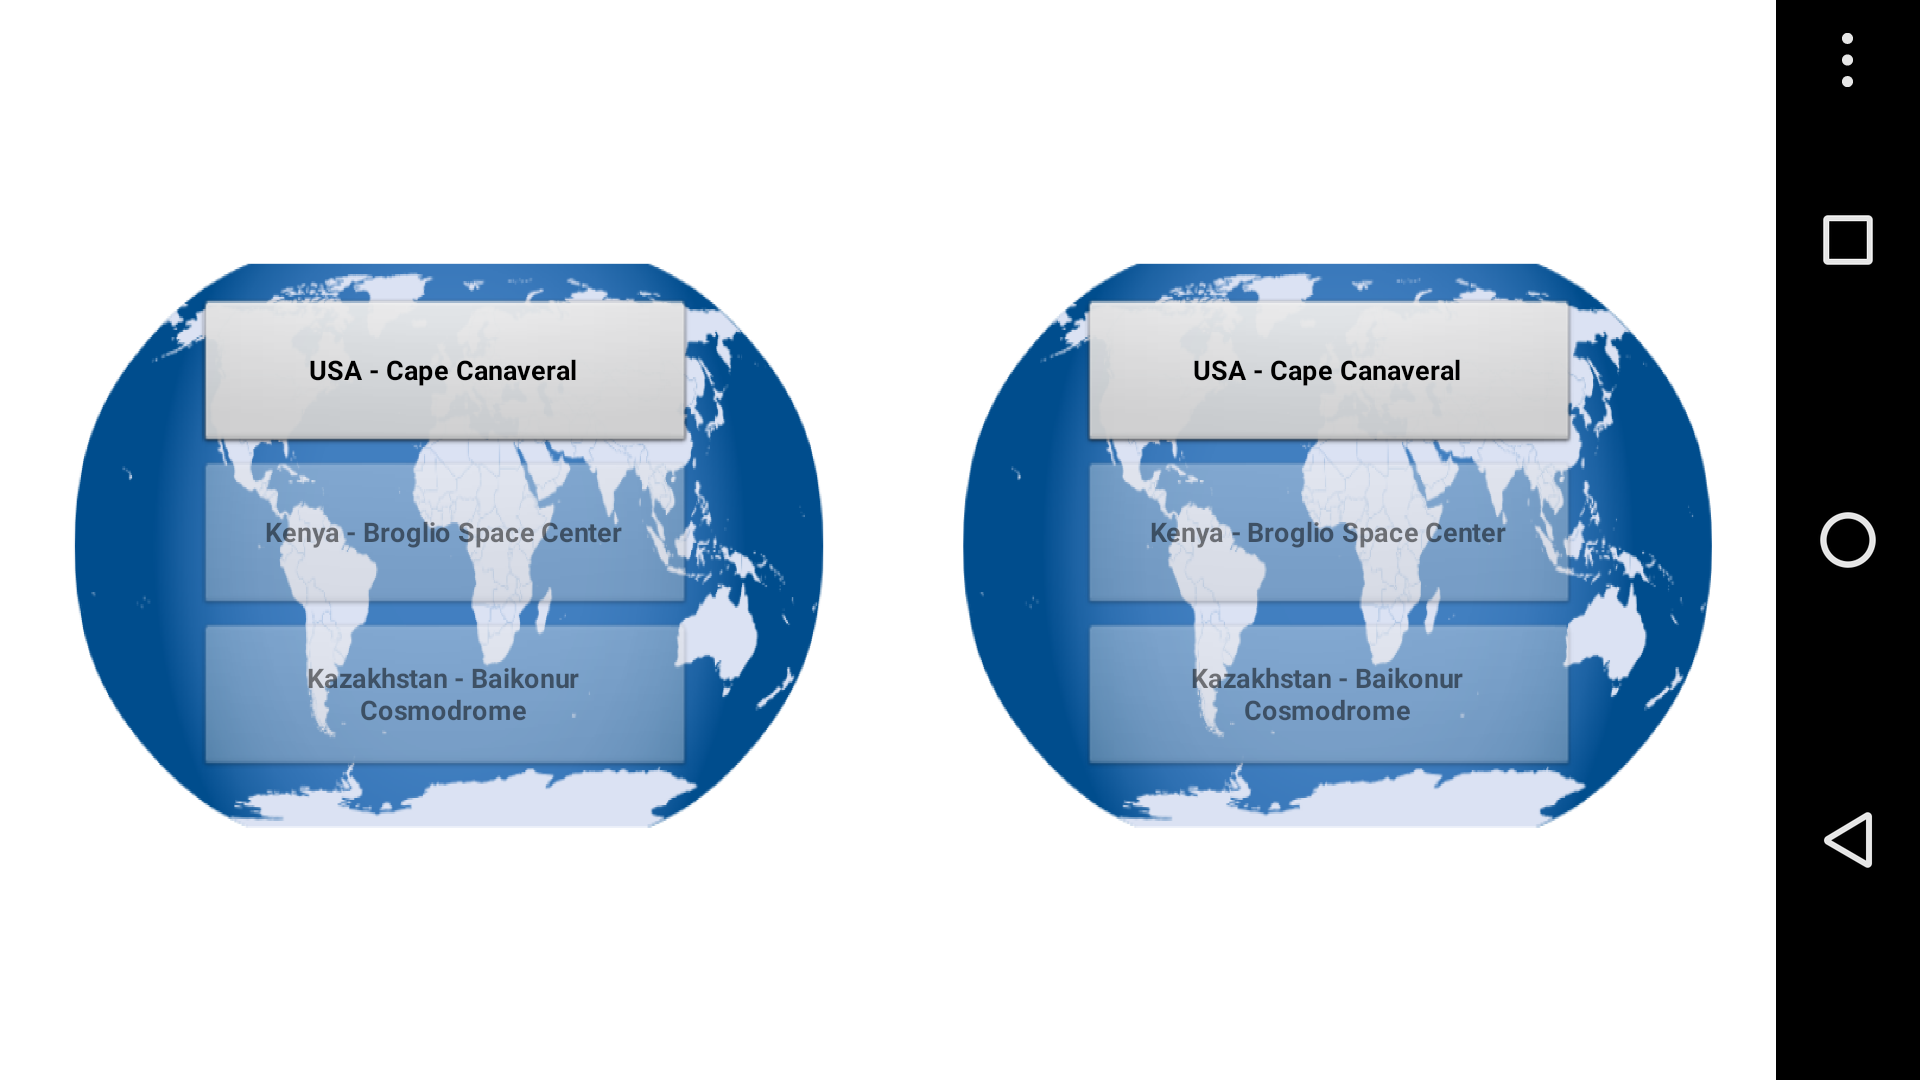 USA - Cape Canaveral
Kenya - Broglio Space Center
Kazakhstan - Baikonur
Cosmodrome
USA - Cape Canaveral
Kenya - Broglio Space Center
Kazakhstan - Baikonur
Cosmodrome